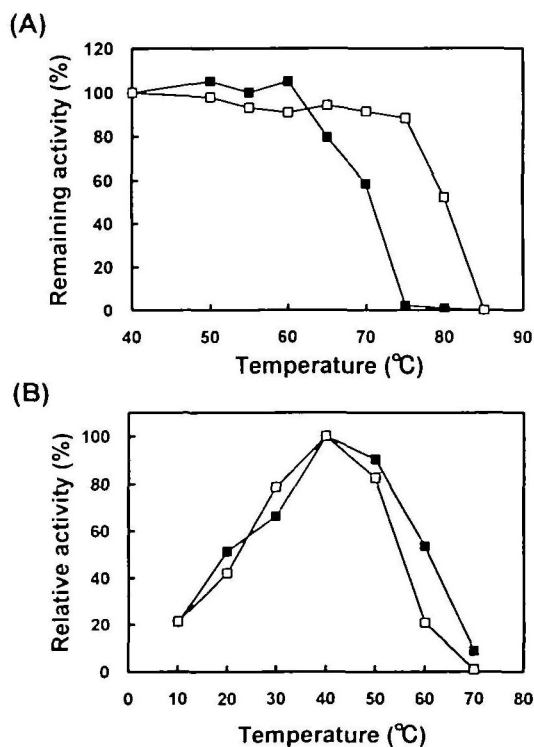 (A)
120
100
80
60
40
20
0
Remaining activity (%)
40 50 60 70 80 90
Temperature (°C)
(B)
100
80
60
40
20
0
Relative activity (%)
0 10 20 30 40 50 60 70 80
Temperature (°C)